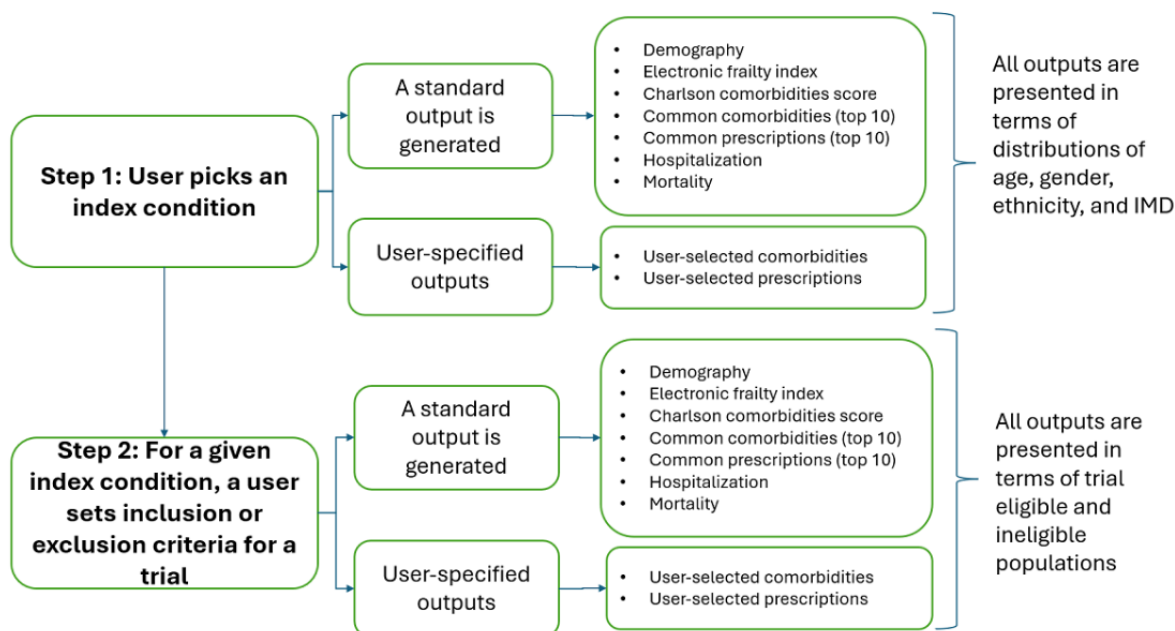 Step 1: User picks an
index condition
A standard
output is
generated
• Demography
• Electronic frailty index
• Charlson comorbidities score
• Common comorbidities (top 10)
• Common prescriptions (top 10)
• Hospitalization
• Mortality
User-specified
outputs
• User-selected comorbidities
• User-selected prescriptions
All outputs are
presented in
terms of
distributions of
age, gender,
ethnicity, and IMD
Step 2: For a given
index condition, a user
sets inclusion or
exclusion criteria for a
trial
A standard
output is
generated
• Demography
• Electronic frailty index
• Charlson comorbidities score
• Common comorbidities (top 10)
• Common prescriptions (top 10)
• Hospitalization
• Mortality
User-specified
outputs
• User-selected comorbidities
• User-selected prescriptions
All outputs are
presented in
terms of trial
eligible and
ineligible
populations